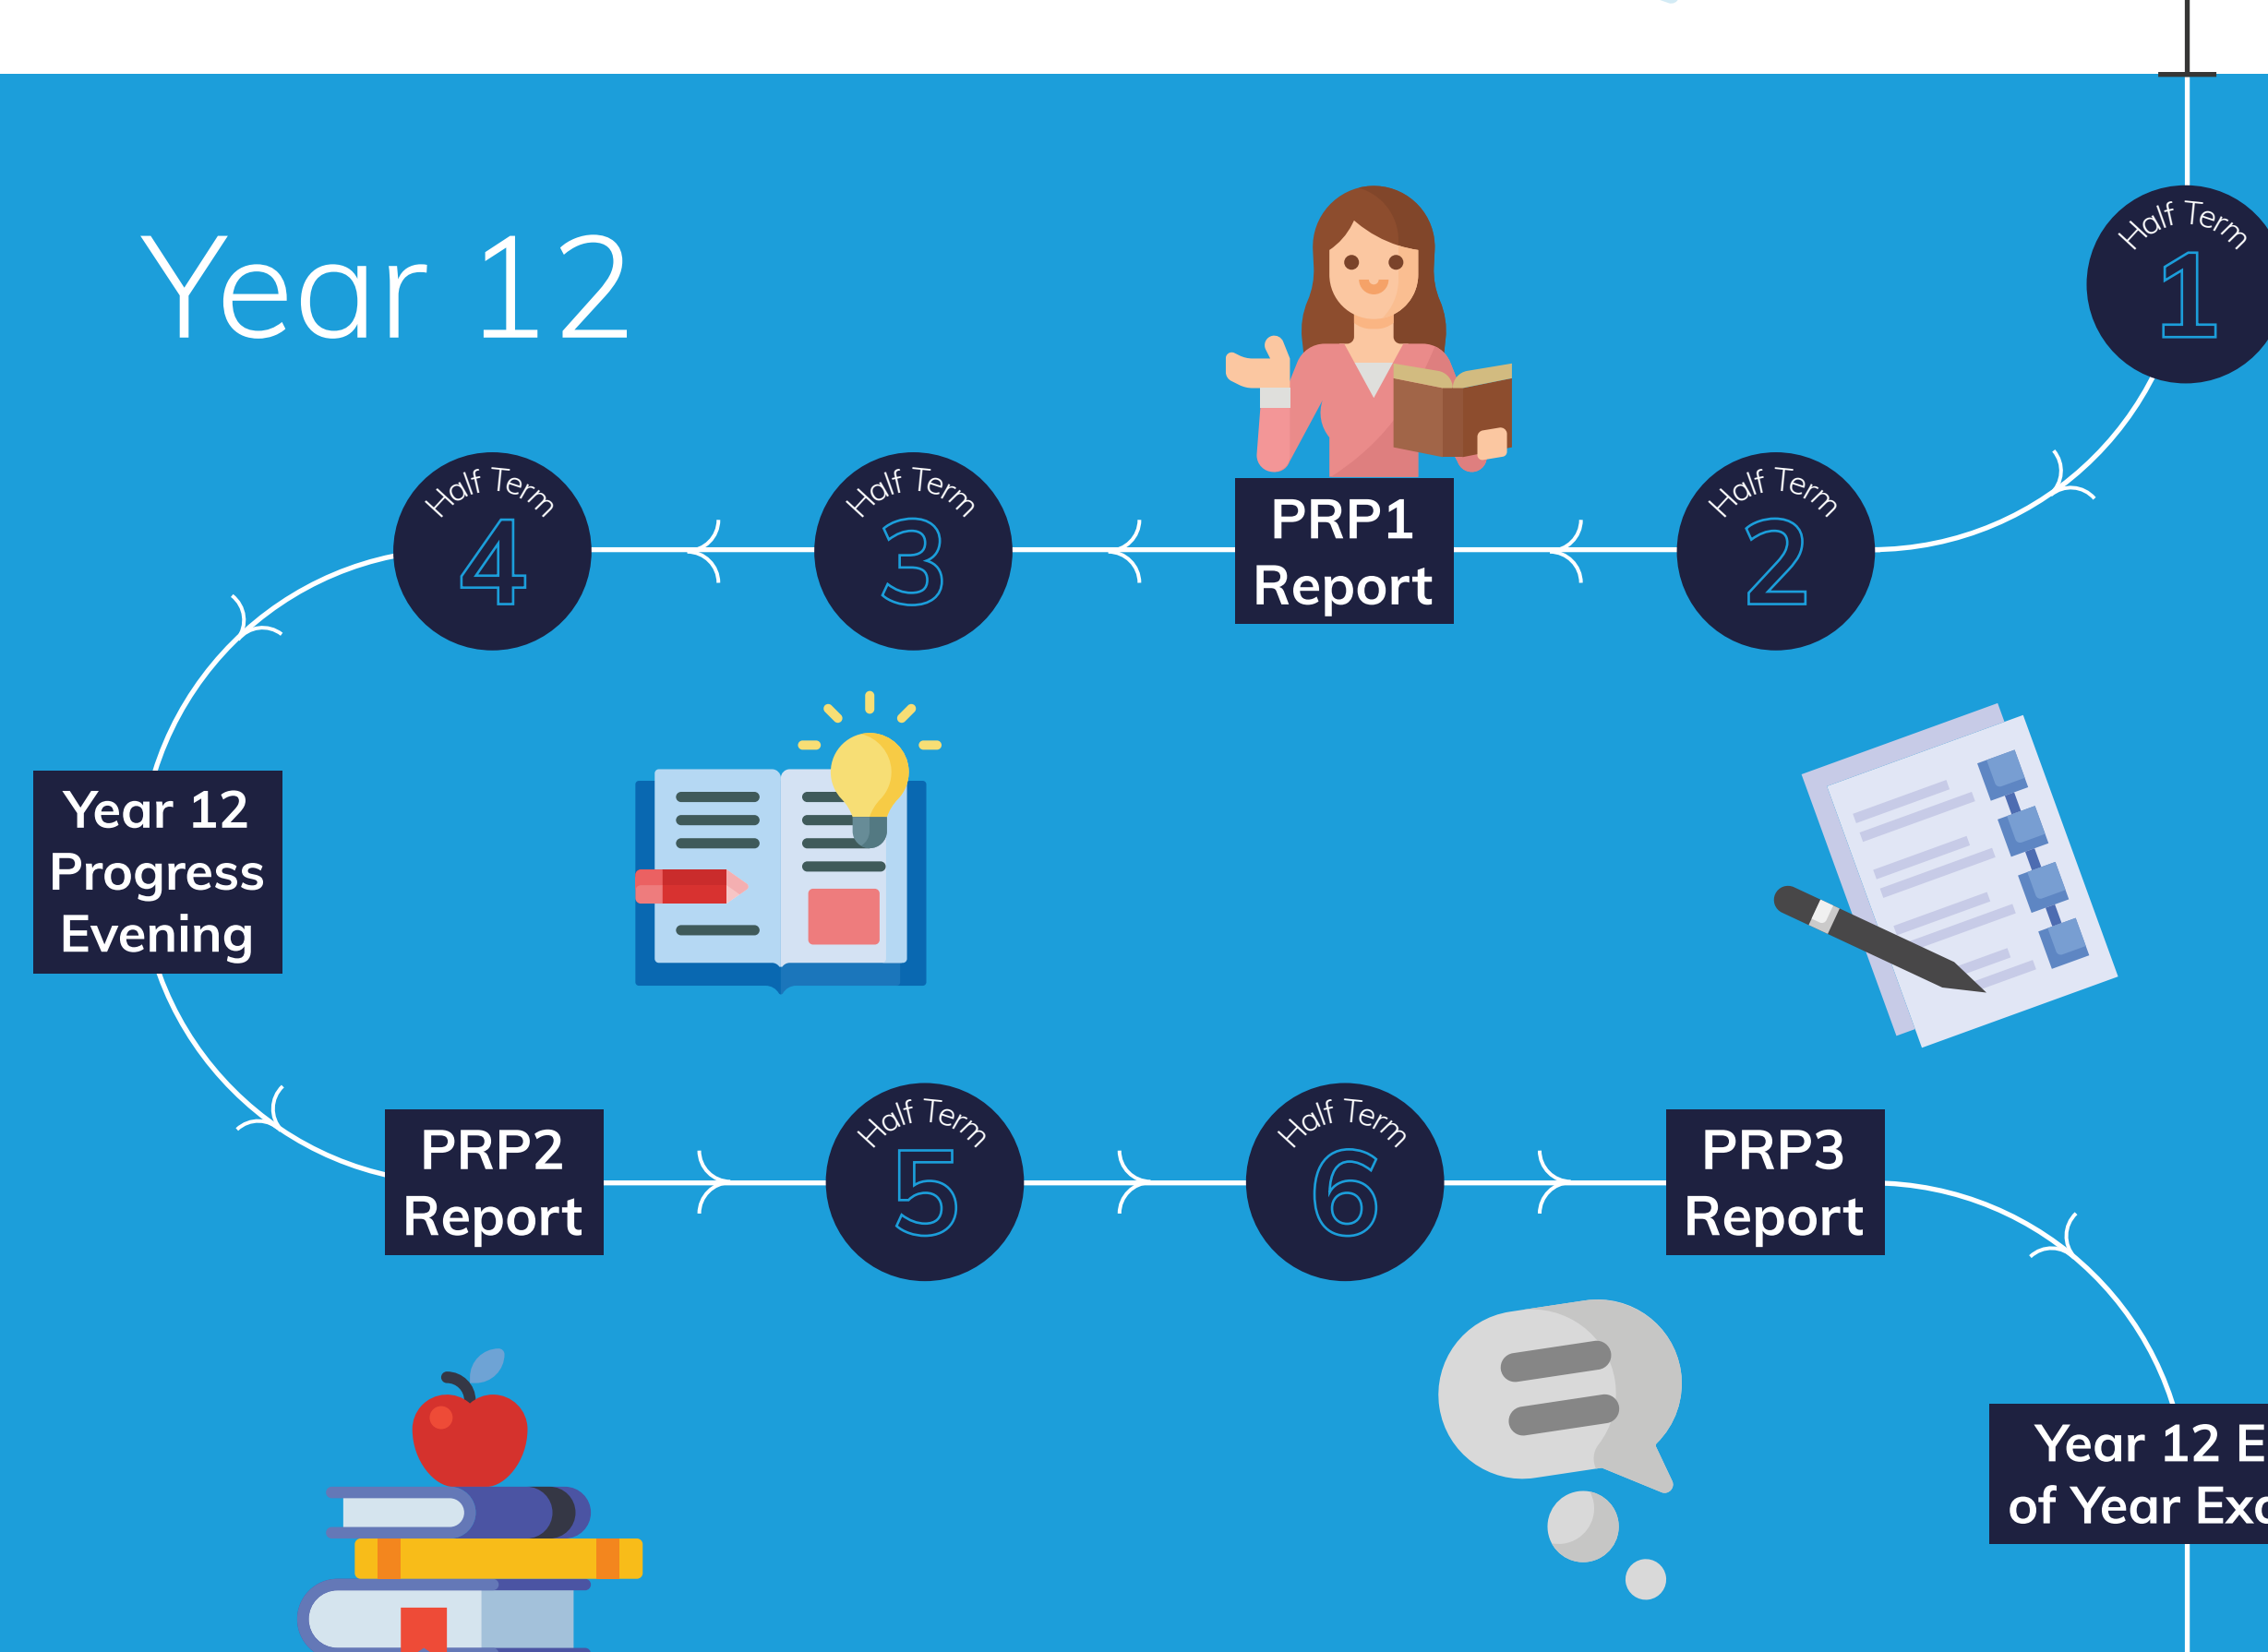 Year 12
Half Term
1
Half Term
2
PRP1
Report
Half Term
3
Half Term
4
Year 12
Progress
Evening
PRP2
Report
Half Term
5
Half Term
6
PRP3
Report
Year 12 E
of Year Exa